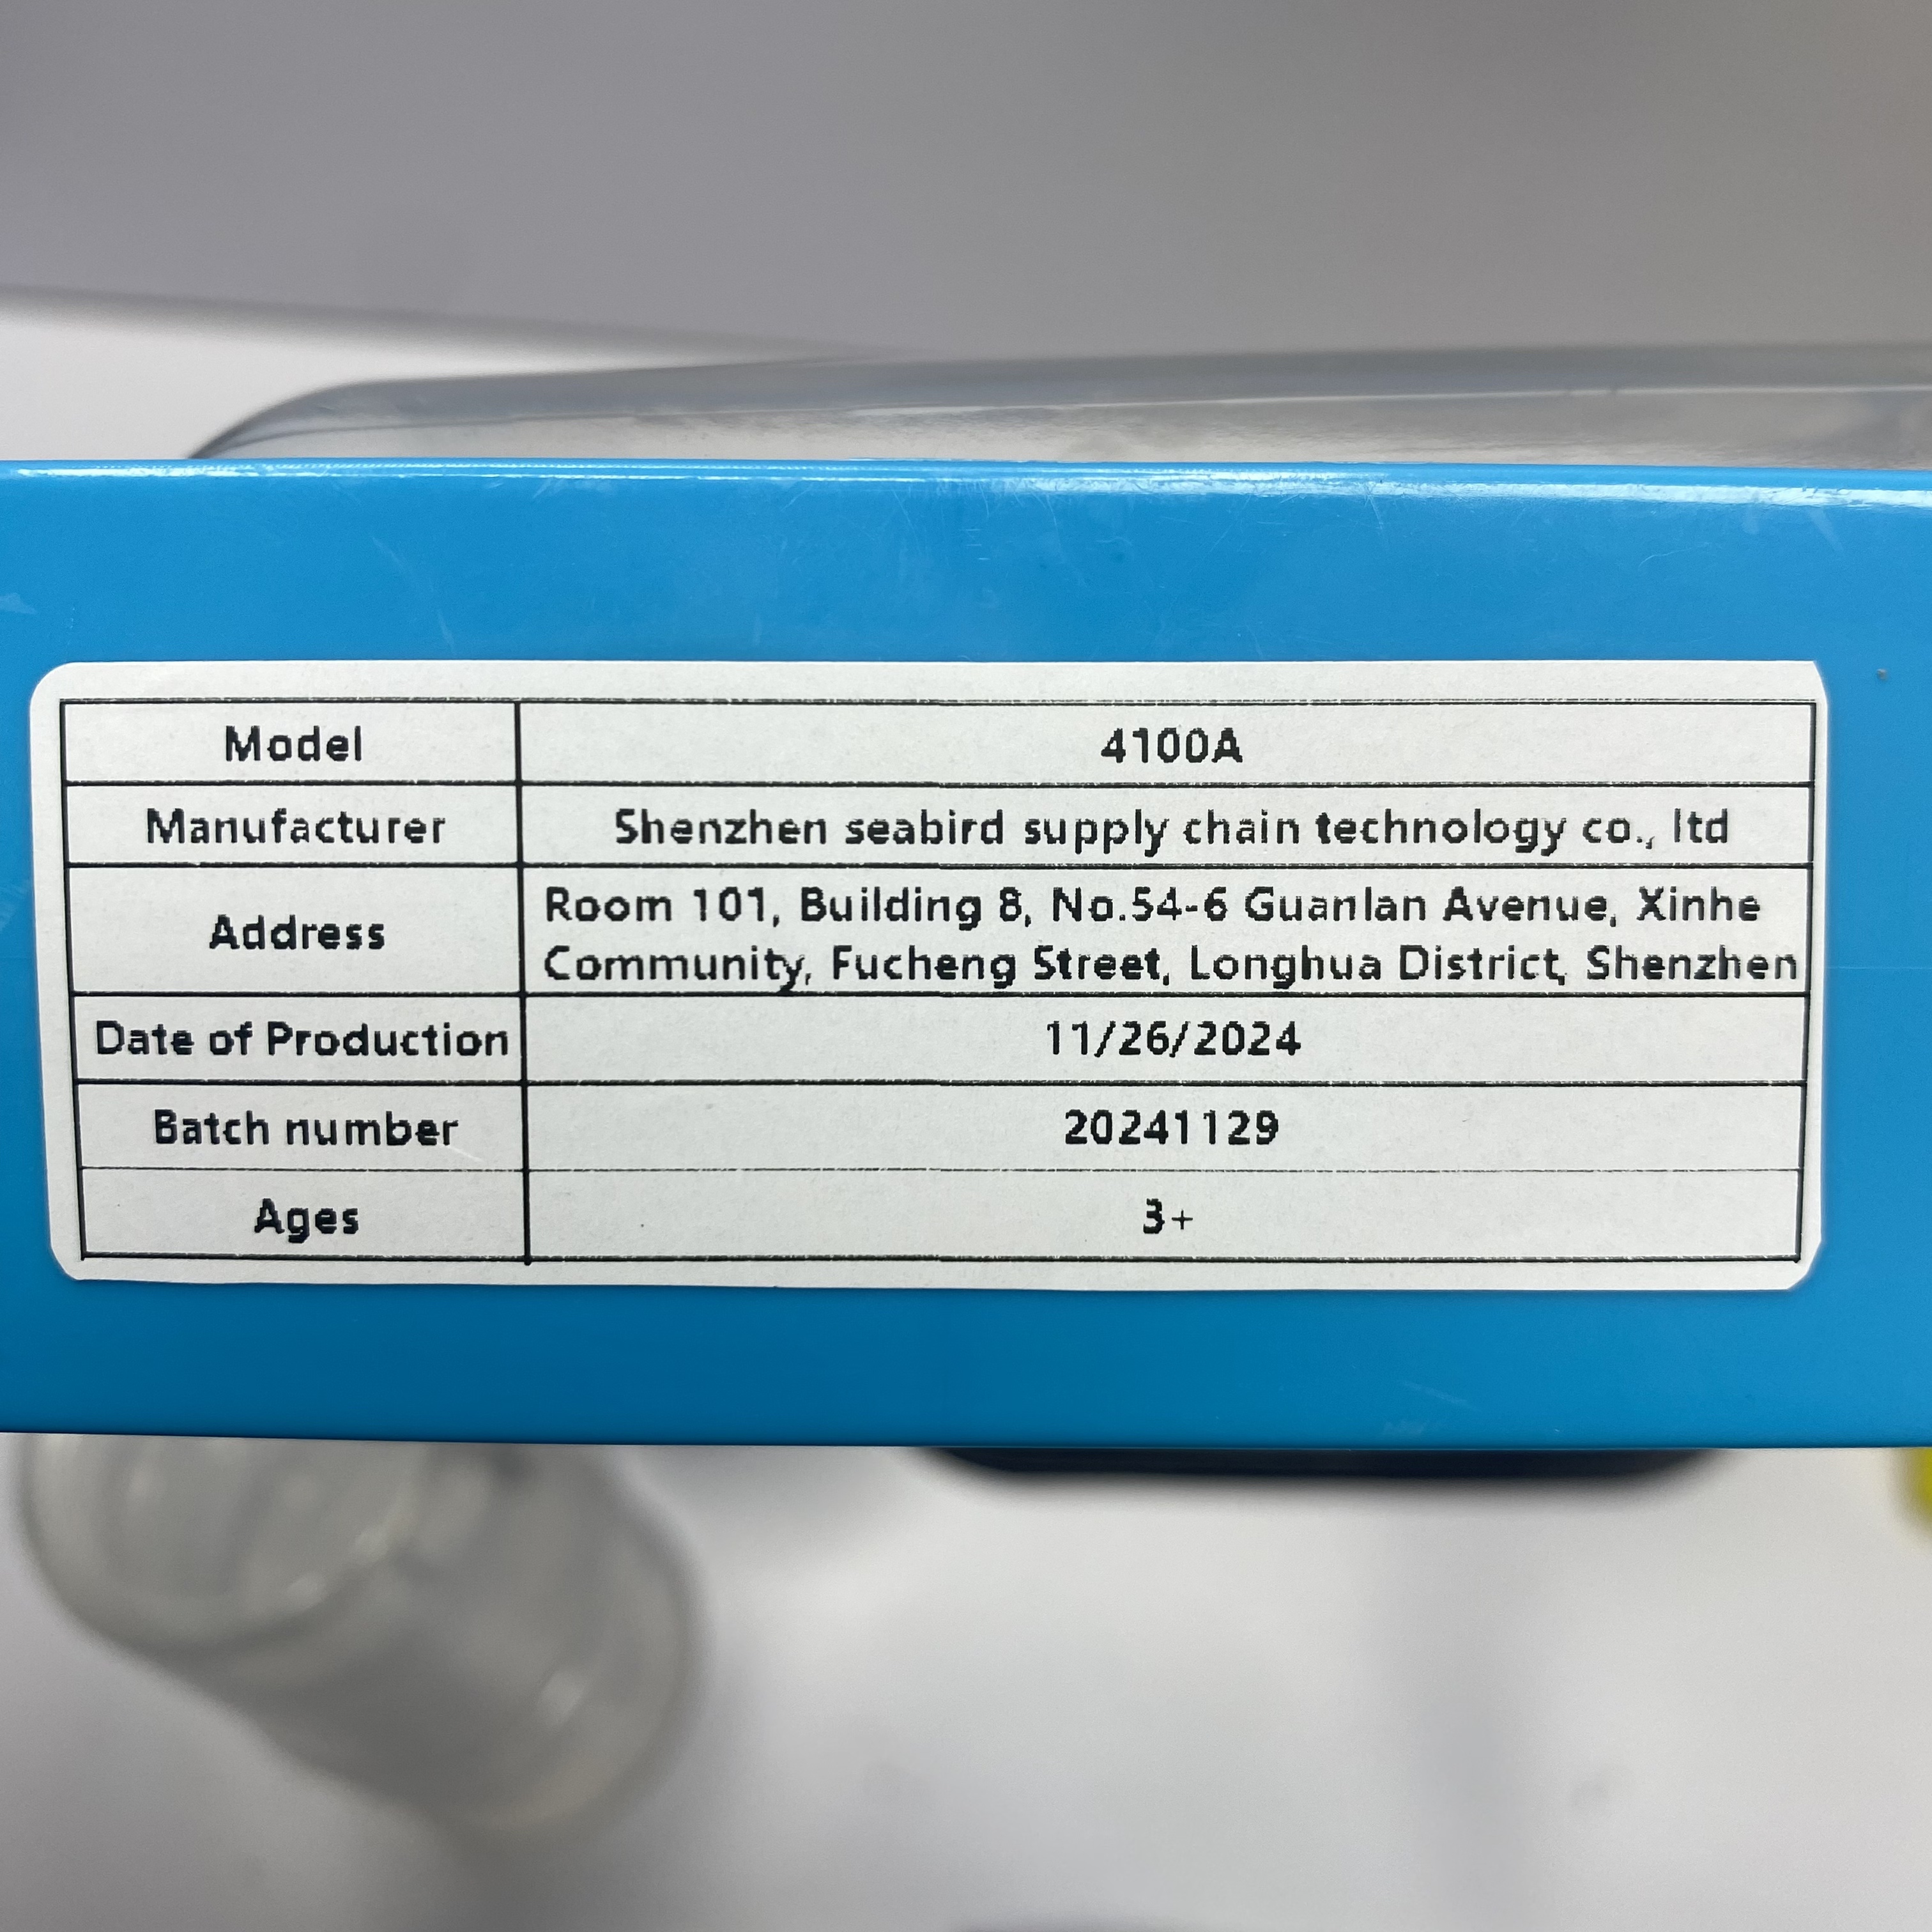 Model 4100A
Manufacturer Shenzhen seabird supply chain technology co., ltd
Address Room 101, Building 8, No.54-6 Guanlan Avenue, Xinhe
Community, Fucheng Street, Longhua District, Shenzhen
Date of Production 11/26/2024
Batch number 20241129
Ages 3+